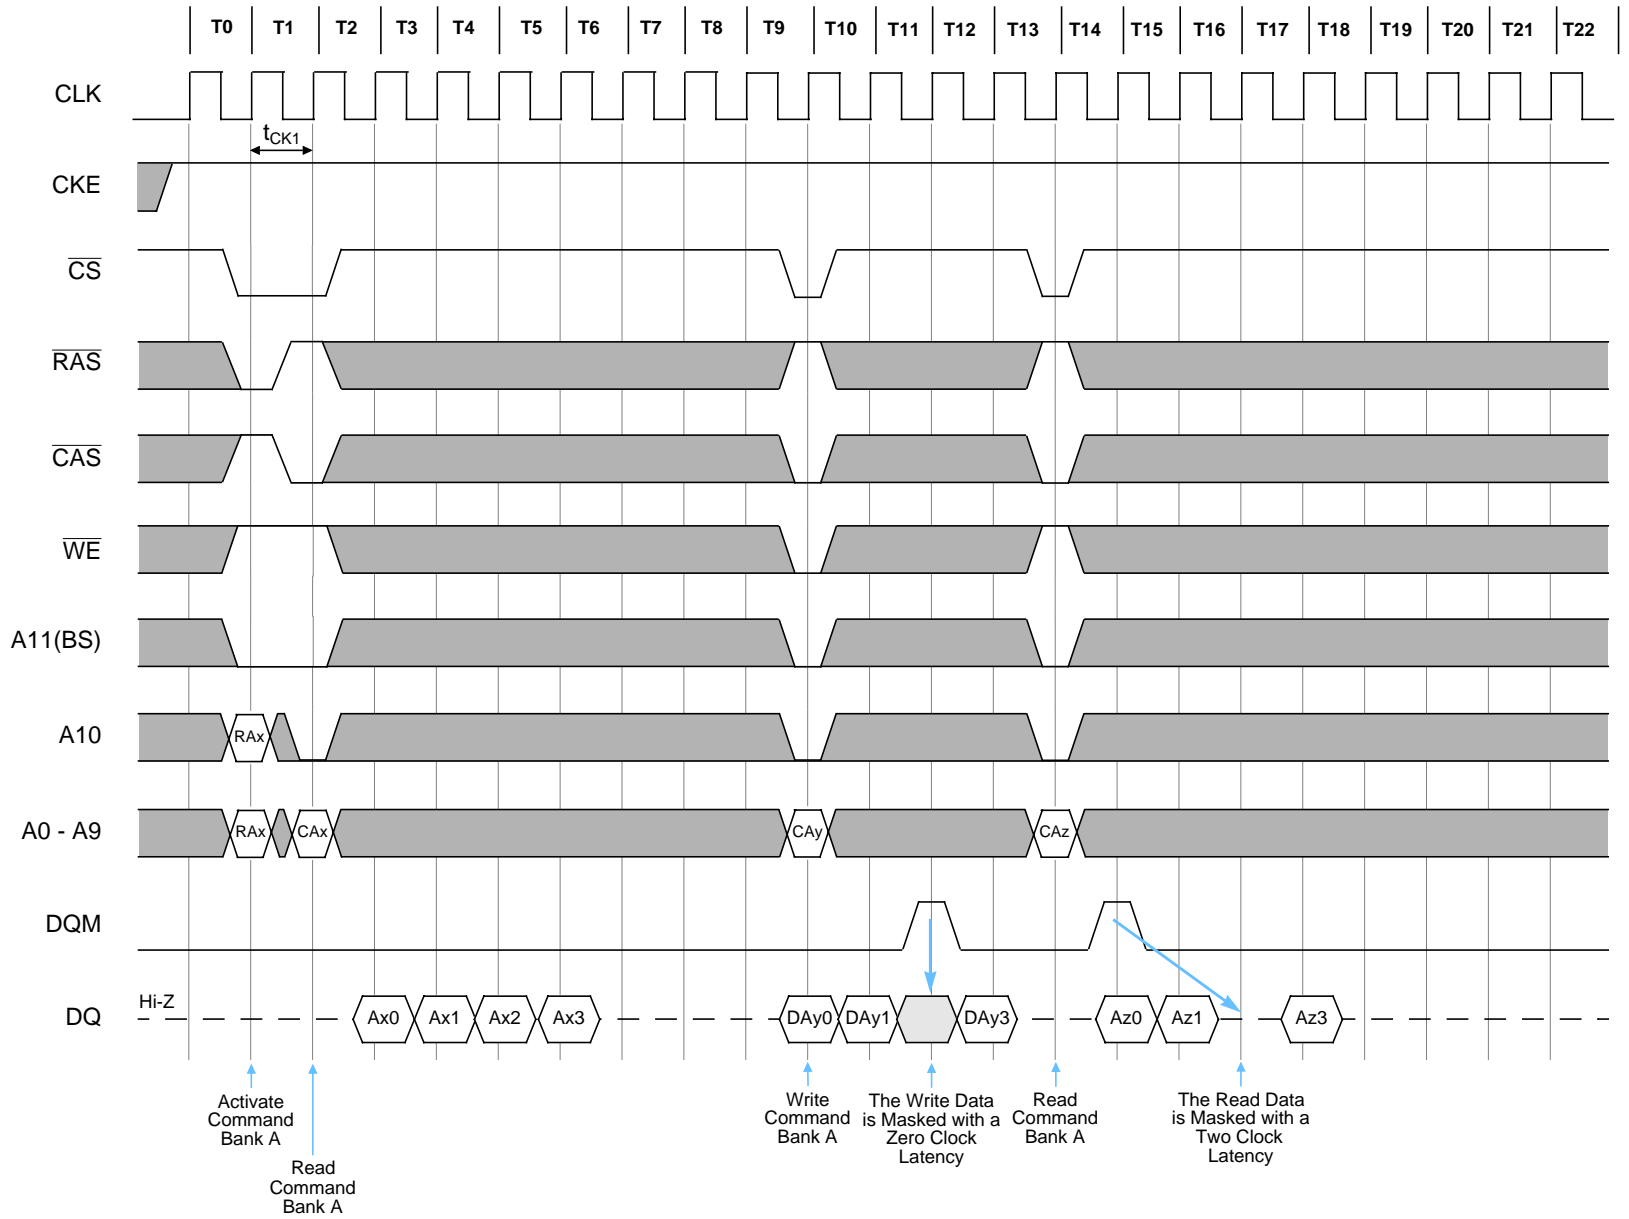 T0 T1 T2 T3 T4 T5 T6 T7 T8 T9 T10 T11 T12 T13 T14 T15 T16 T17 T18 T19 T20 T21 T22
CLK
tCK1
CKE
CS
RAS
CAS
WE
A11(BS)
A10 RAx
A0 - A9 RAx CAx CAy CAz
DQM
DQ Hi-Z Ax0 Ax1 Ax2 Ax3 DAy0 DAy1 DAy3 Az0 Az1 Az3
Activate
Command
Bank A
Read
Command
Bank A
Write
Command
Bank A
The Write Data
is Masked with a
Zero Clock
Latency
Read
Command
Bank A
The Read Data
is Masked with a
Two Clock
Latency